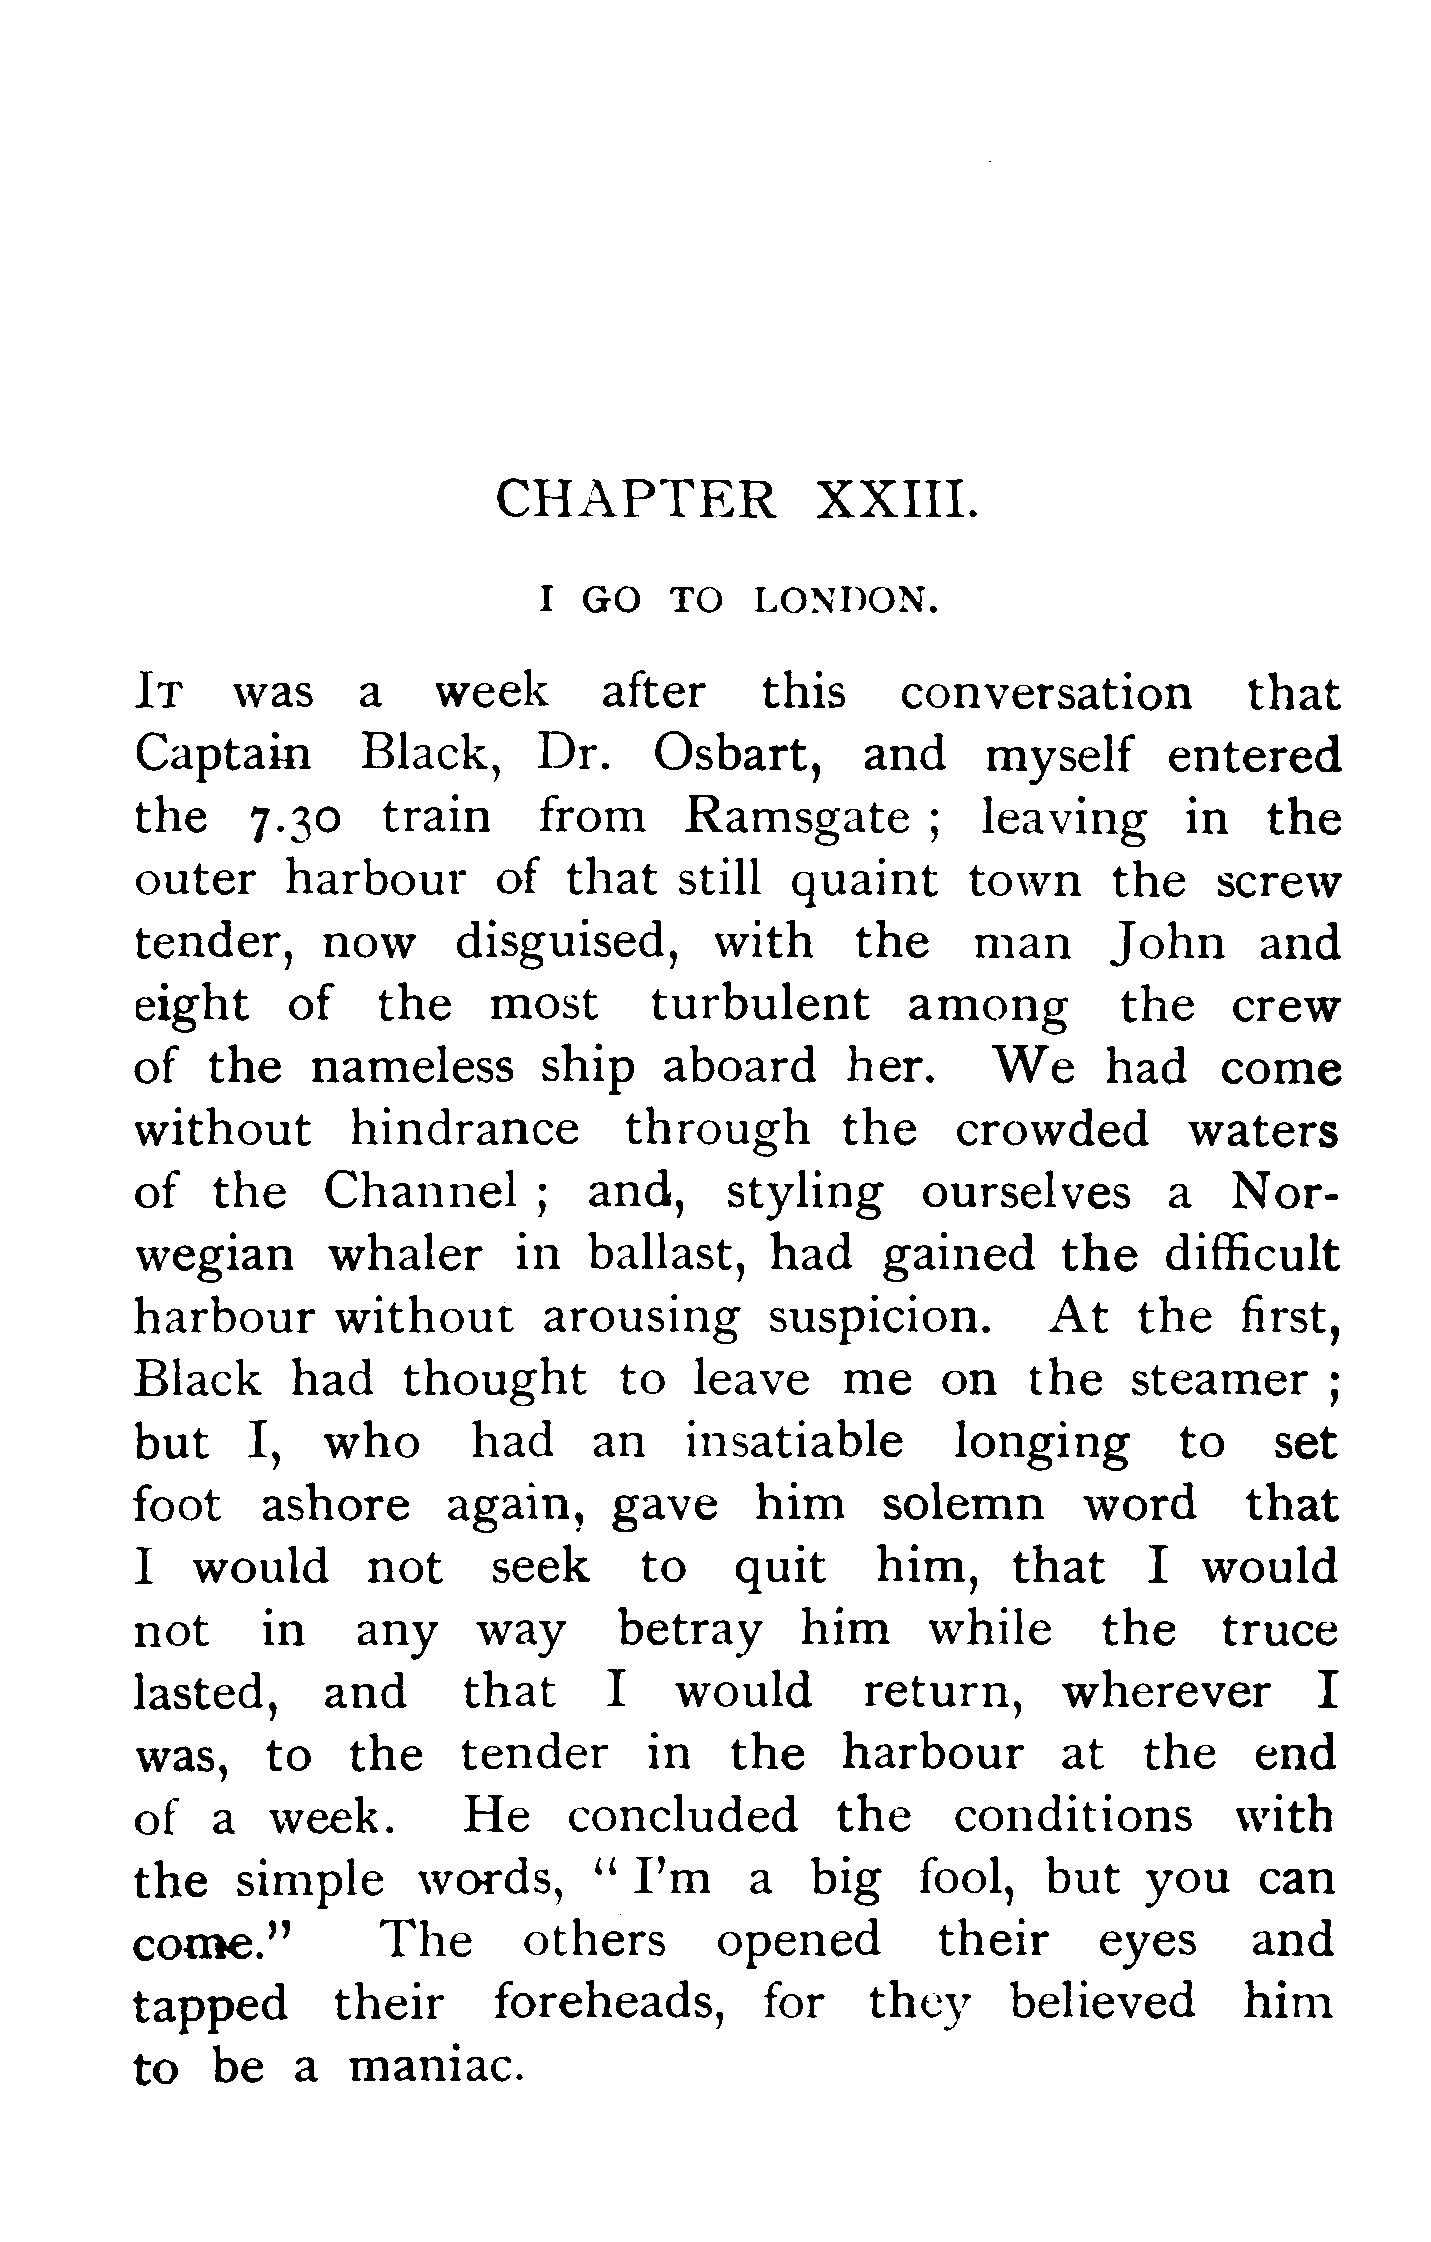 CHAPTER XXIII.
I GO TO LONDON.
IT was a week after this conversation that
Captain Black, Dr. Osbart, and myself entered
the 7.30 train from Ramsgate ; leaving in the
outer harbour of that still quaint town the screw
tender, now disguised, with the man John and
eight of the most turbulent among the crew
of the nameless ship aboard her. We had come
without hindrance through the crowded waters
of the Channel ; and, styling ourselves a Nor-
wegian whaler in ballast, had gained the difficult
harbour without arousing suspicion. At the first,
Black had thought to leave me on the steamer ;
but I, who had an insatiable longing to set
foot ashore again, gave him solemn word that
I would not seek to quit him, that I would
not in any way betray him while the truce
lasted, and that I would return, wherever I
was, to the tender in the harbour at the end
of a week. He concluded the conditions with
the simple words, “ I’m a big fool, but you can
come.” The others opened their eyes and
tapped their foreheads, for they believed him
to be a maniac.